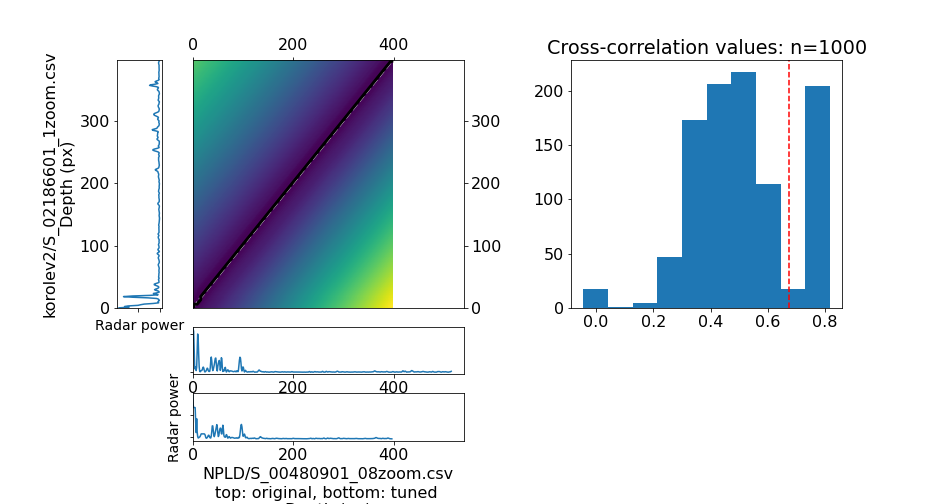 Cross-correlation values: n=1000
0 200 400
korolev2/S_02186601_1zoom.csv
Depth (px)
300
200
100
0
300
200
100
0
Radar power
200
150
100
50
0
0.0 0.2 0.4 0.6 0.8
0 200 400
Radar power
0 200 400
NPLD/S_00480901_08zoom.csv
top: original, bottom: tuned